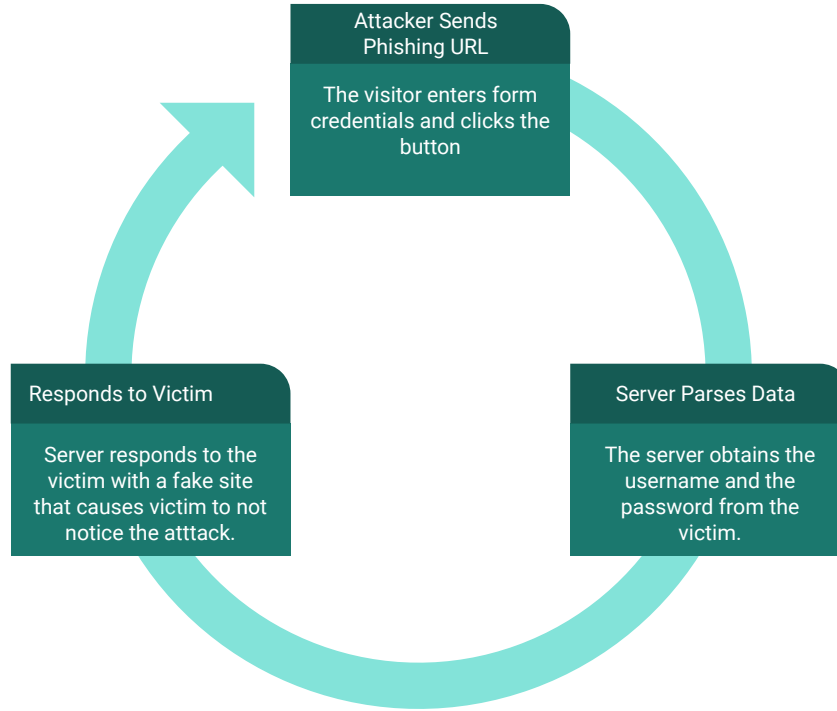 Attacker Sends
Phishing URL
The visitor enters form
credentials and clicks the
button
Responds to Victim
Server responds to the
victim with a fake site
that causes victim to not
notice the atttack.
Server Parses Data
The server obtains the
username and the
password from the
victim.